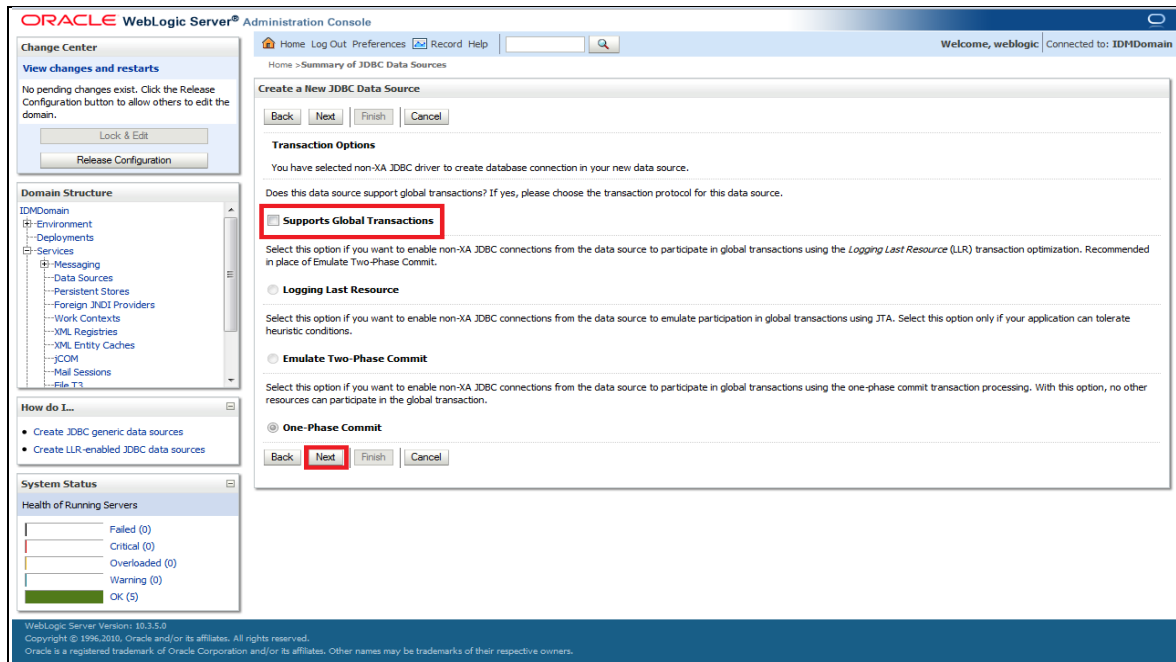 ORACLE WebLogic Server® Administration Console
Change Center
View changes and restarts
No pending changes exist. Click the Release
Configuration button to allow others to edit the
domain.
Lock & Edit
Release Configuration
Domain Structure
IDMDomain
Environment
Deployments
Services
Messaging
Data Sources
Persistent Stores
Foreign JNDI Providers
Work Contexts
XML Registries
XML Entity Caches
jCOM
Mail Sessions
File T3
How do I...
Create JDBC generic data sources
Create LLR-enabled JDBC data sources
System Status
Health of Running Servers
Failed (0)
Critical (0)
Overloaded (0)
Warning (0)
OK (5)
Home Log Out Preferences Record Help
Welcome, weblogic Connected to: IDMDomain
Home >Summary of JDBC Data Sources
Create a New JDBC Data Source
Back Next Finish Cancel
Transaction Options
You have selected non-XA JDBC driver to create database connection in your new data source.
Does this data source support global transactions? If yes, please choose the transaction protocol for this data source.
Supports Global Transactions
Select this option if you want to enable non-XA JDBC connections from the data source to participate in global transactions using the Logging Last Resource (LLR) transaction optimization. Recommended
in place of Emulate Two-Phase Commit.
Logging Last Resource
Select this option if you want to enable non-XA JDBC connections from the data source to emulate participation in global transactions using JTA. Select this option only if your application can tolerate
heuristic conditions.
Emulate Two-Phase Commit
Select this option if you want to enable non-XA JDBC connections from the data source to participate in global transactions using the one-phase commit transaction processing. With this option, no other
resources can participate in the global transaction.
One-Phase Commit
Back Next Finish Cancel
WebLogic Server Version: 10.3.5.0
Copyright © 1996,2010, Oracle and/or its affiliates. All rights reserved.
Oracle is a registered trademark of Oracle Corporation and/or its affiliates. Other names may be trademarks of their respective owners.